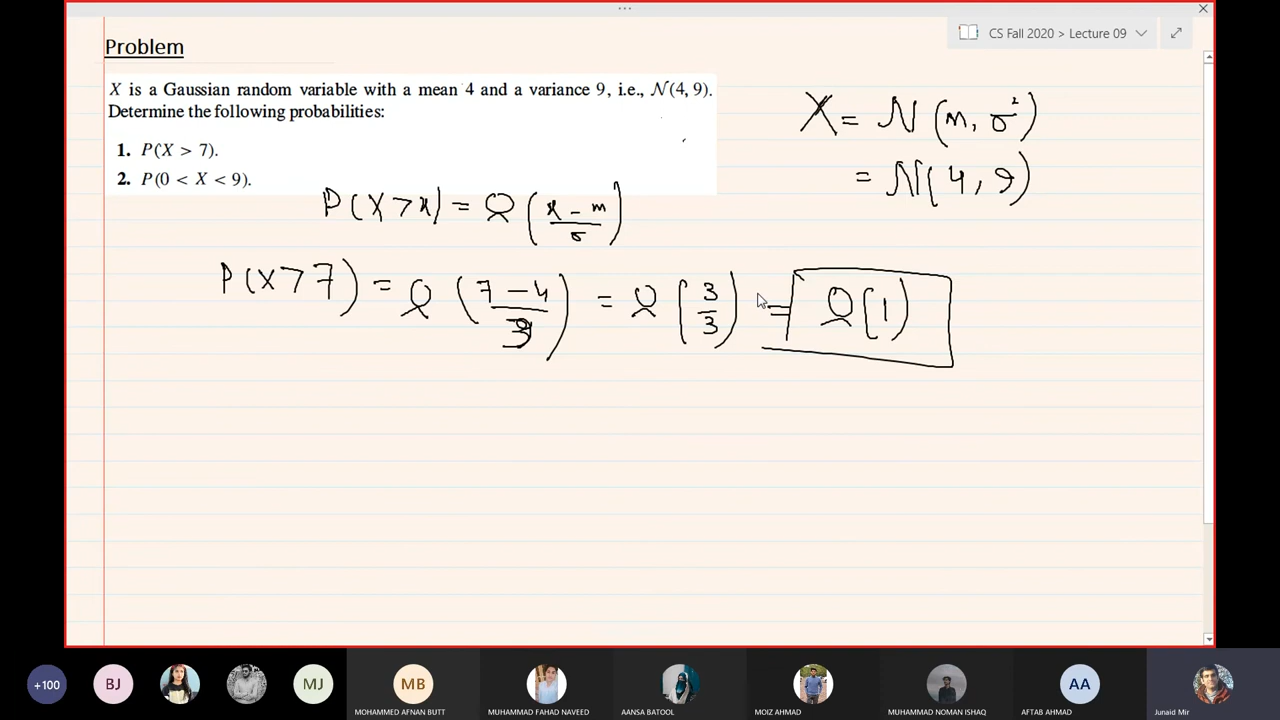 CS Fall 2020 > Lecture 09
Problem
X is a Gaussian random variable with a mean 4 and a variance 9, i.e., 𝒩(4, 9).
Determine the following probabilities:
1. P(X > 7).
2. P(0 < X < 9).
X = N(m, σ²)
= N(4, 9)
P(X > x) = Q((x - m)/σ)
P(X > 7) = Q((7 - 4)/3) = Q(3/3) = Q(1)
+100
BJ
MJ
MB
AA
MOHAMMED AFNAN BUTT
MUHAMMAD FAHAD NAVEED
AANSA BATOOL
MOIZ AHMAD
MUHAMMAD NOMAN ISHAQ
AFTAB AHMAD
Junaid Mir